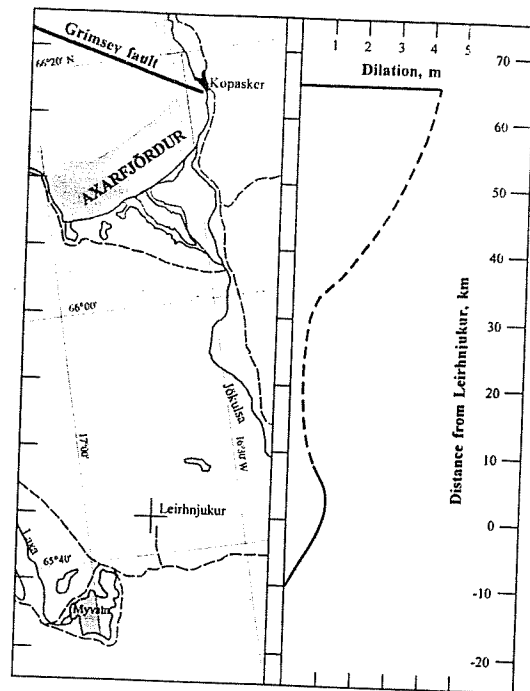 Grimsey fault
66°20' N
Kopasker
AXARFJÖRDUR
66°00'
Jökulsa
16°30' W
17°00'
Leirhnjukur
Laxa
65°40'
Myvatn
1 2 3 4 5
Dilation, m
70
60
50
40
30
20
10
0
-10
-20
Distance from Leirhnjukur, km